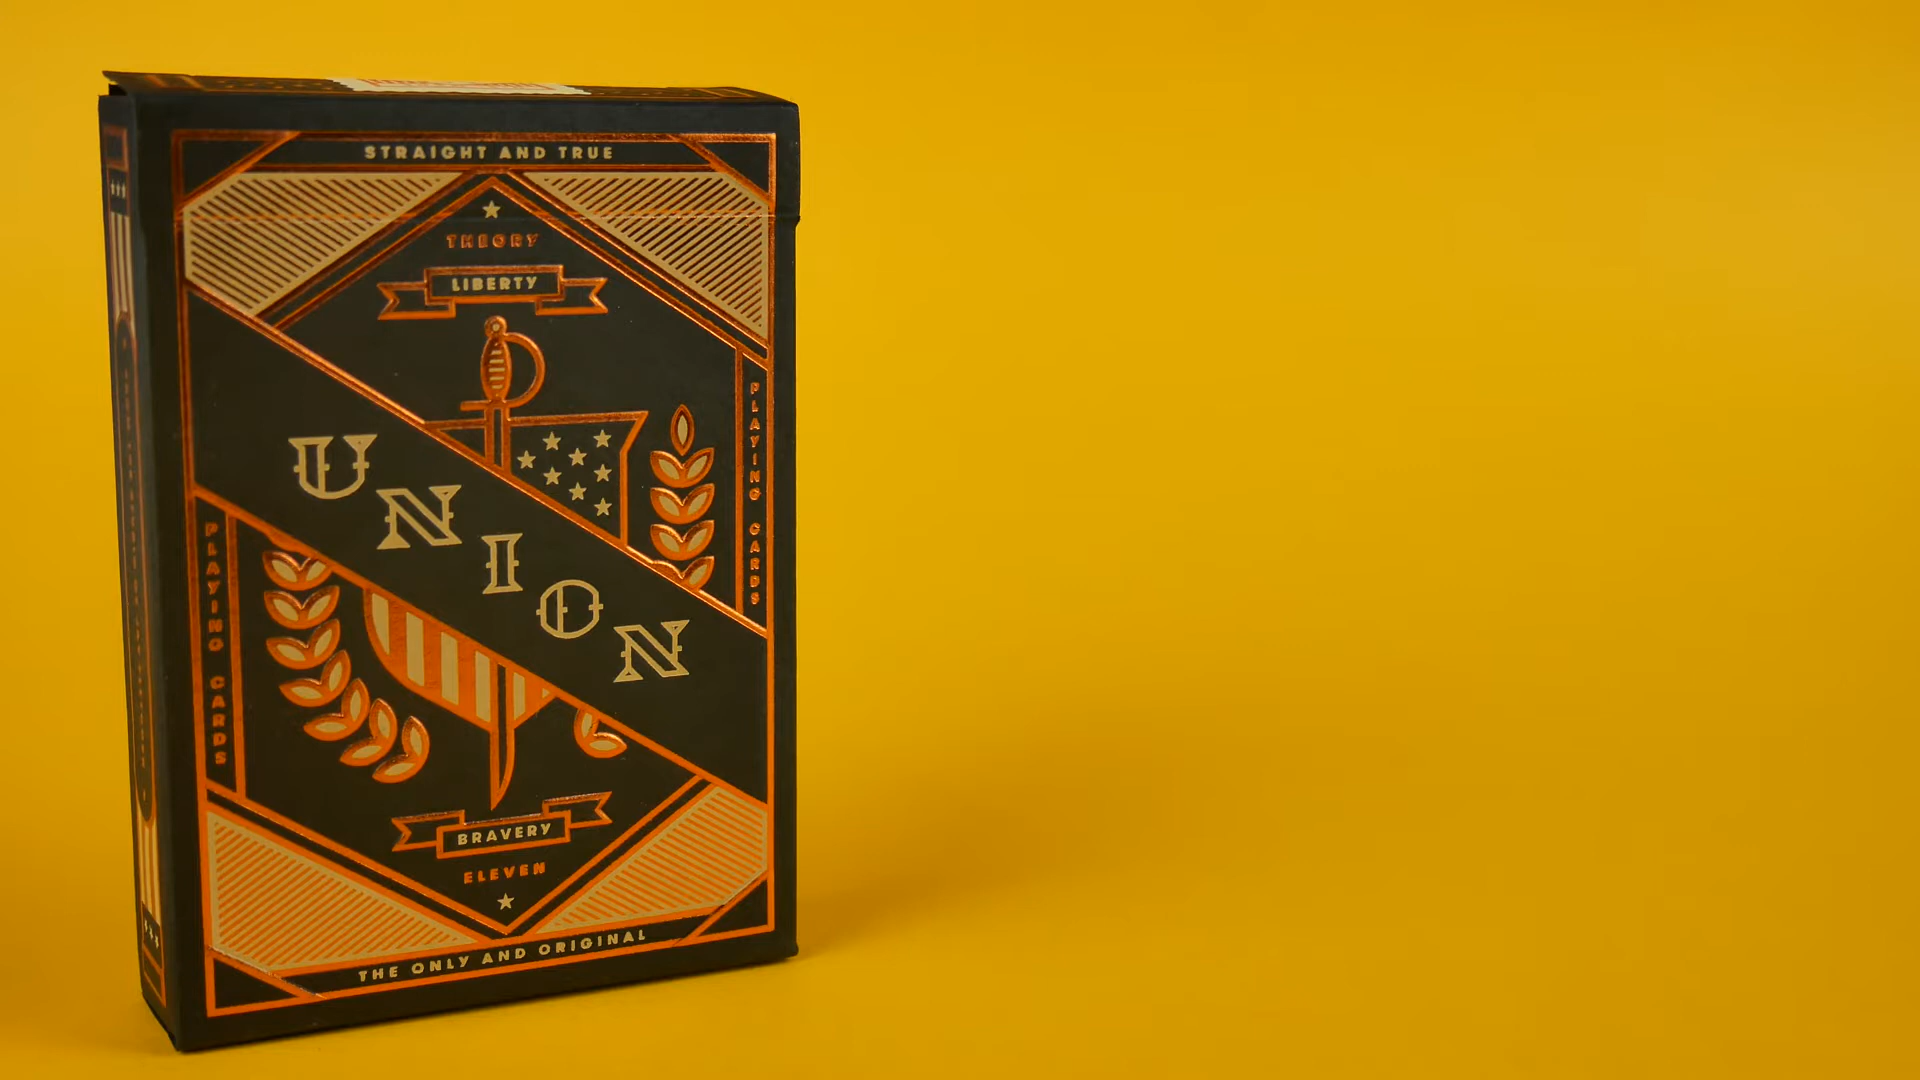 STRAIGHT AND TRUE
THEORY
LIBERTY
PLAYING CARDS
UNION
PLAYING CARDS
BRAVERY
ELEVEN
THE ONLY AND ORIGINAL